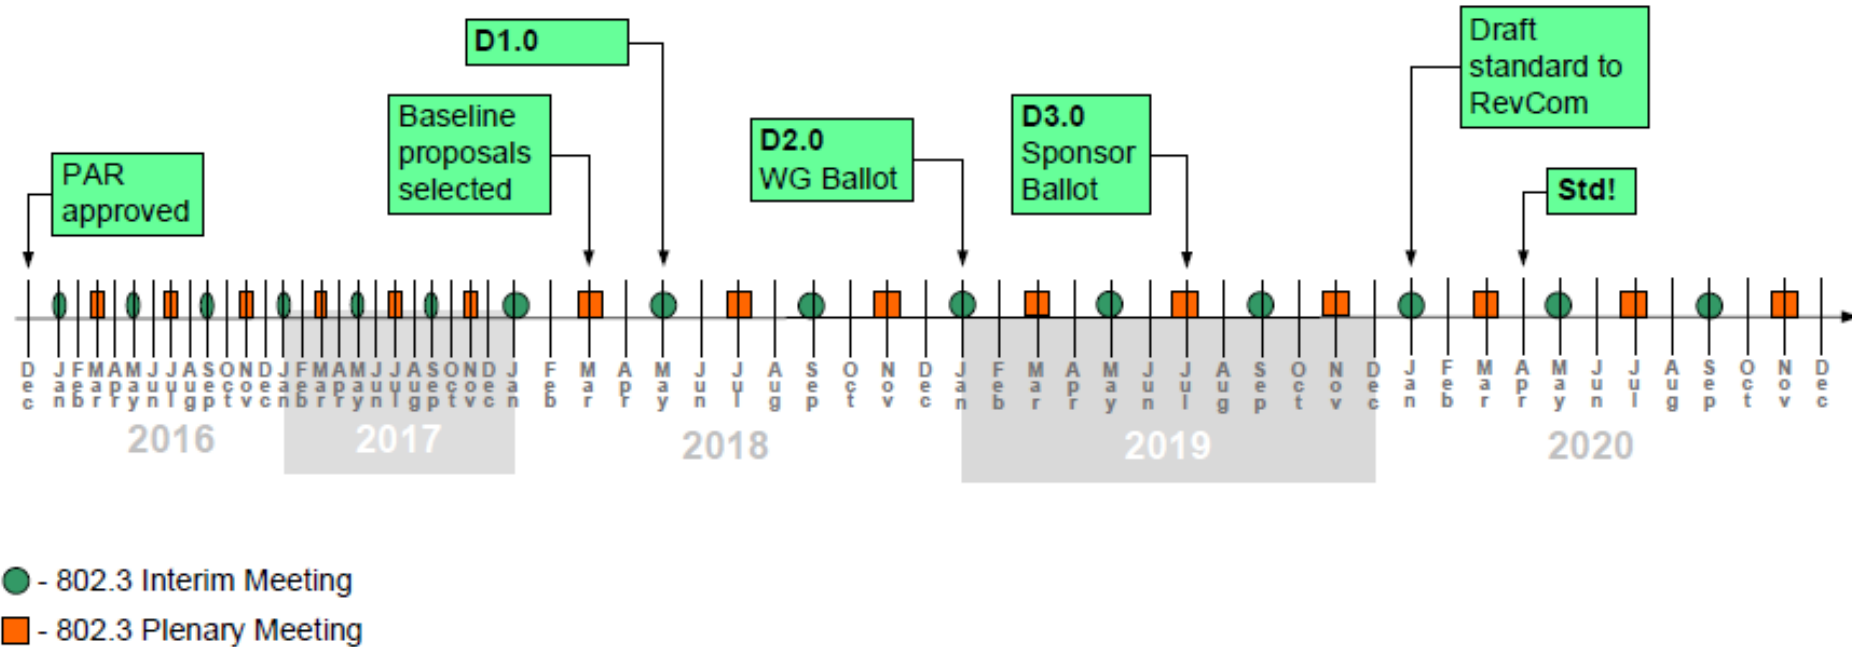 D1.0
Draft
standard to
RevCom
Baseline
proposals
selected
D2.0
WG Ballot
D3.0
Sponsor
Ballot
PAR
approved
Std!
Dec Jan Feb Mar Apr May Jun Jul Aug Sep Oct Nov Dec Jan Feb Mar Apr May Jun Jul Aug Sep Oct Nov Dec Jan Feb Mar Apr May Jun Jul Aug Sep Oct Nov Dec Jan Feb Mar Apr May Jun Jul Aug Sep Oct Nov Dec Jan Feb Mar Apr May Jun Jul Aug Sep Oct Nov Dec
2016 2017 2018 2019 2020
- 802.3 Interim Meeting
- 802.3 Plenary Meeting